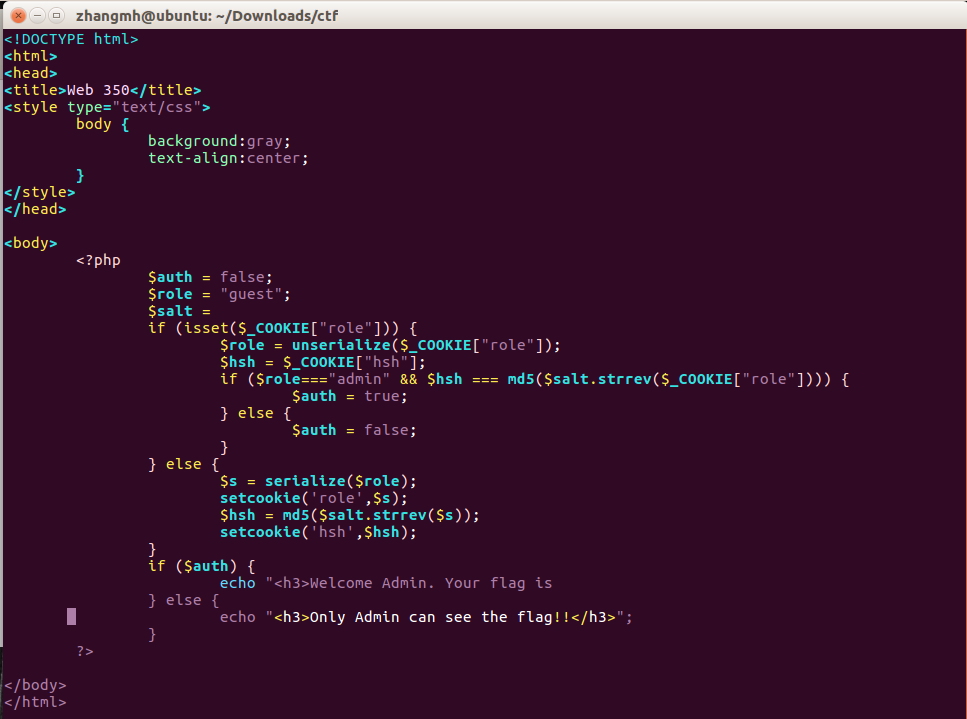 zhangmh@ubuntu: ~/Downloads/ctf
<!DOCTYPE html>
<html>
<head>
<title>Web 350</title>
<style type="text/css">
        body {
                background:gray;
                text-align:center;
        }
</style>
</head>

<body>
        <?php
                $auth = false;
                $role = "guest";
                $salt =
                if (isset($_COOKIE["role"])) {
                        $role = unserialize($_COOKIE["role"]);
                        $hsh = $_COOKIE["hsh"];
                        if ($role==="admin" && $hsh === md5($salt.strrev($_COOKIE["role"]))) {
                                $auth = true;
                        } else {
                                $auth = false;
                        }
                } else {
                        $s = serialize($role);
                        setcookie('role',$s);
                        $hsh = md5($salt.strrev($s));
                        setcookie('hsh',$hsh);
                }
                if ($auth) {
                        echo "<h3>Welcome Admin. Your flag is
                } else {
                        echo "<h3>Only Admin can see the flag!!</h3>";
                }
        ?>

</body>
</html>